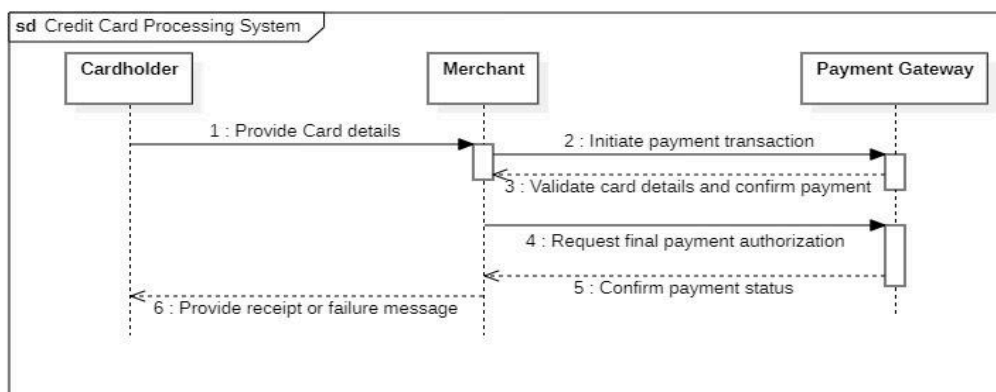 sd Credit Card Processing System
Cardholder
Merchant
Payment Gateway
1 : Provide Card details
2 : Initiate payment transaction
3 : Validate card details and confirm payment
4 : Request final payment authorization
5 : Confirm payment status
6 : Provide receipt or failure message